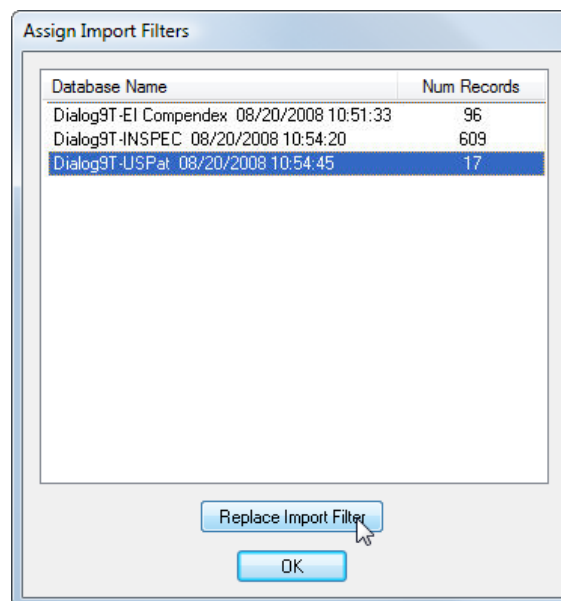 Assign Import Filters
Database Name Num Records
Dialog9T-EI Compendex 08/20/2008 10:51:33 96
Dialog9T-INSPEC 08/20/2008 10:54:20 609
Dialog9T-USPat 08/20/2008 10:54:45 17
Replace Import Filter
OK